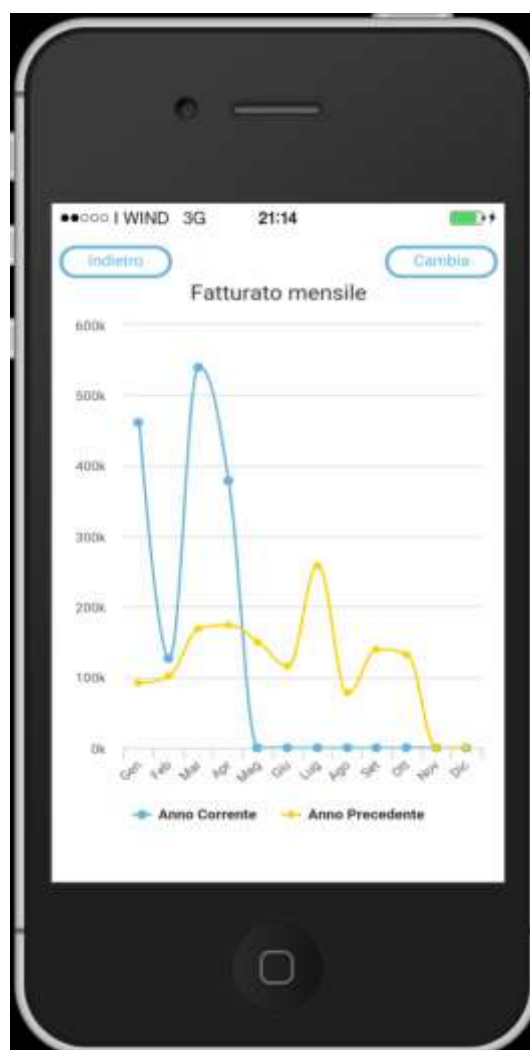 WIND 3G 21:14
Indietro Cambia
Fatturato mensile
600k
500k
400k
300k
200k
100k
0k
Gen Feb Mar Apr Mag Giu Lug Ago Set Ott Nov Dic
Anno Corrente Anno Precedente